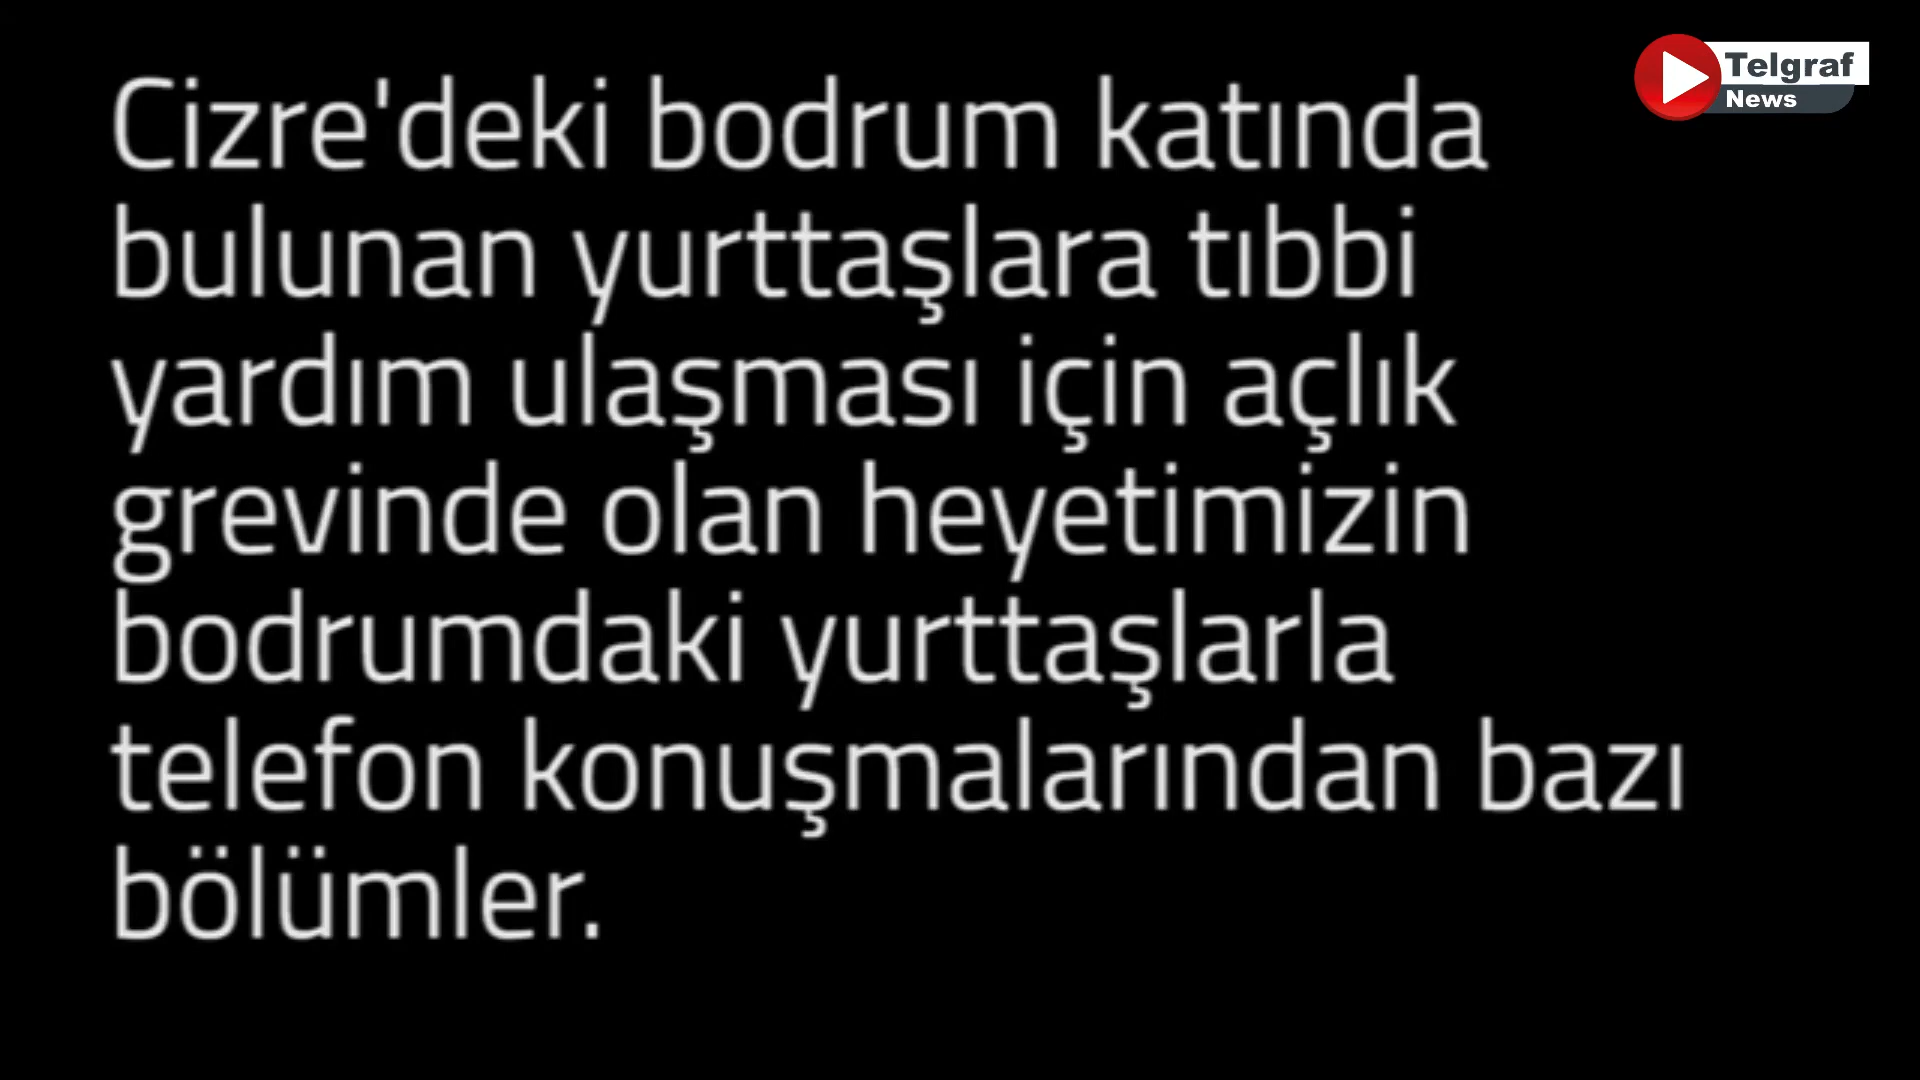 Cizre'deki bodrum katında
bulunan yurttaşlara tıbbi
yardım ulaşması için açlık
grevinde olan heyetimizin
bodrumdaki yurttaşlarla
telefon konuşmalarından bazı
bölümler.
Telgraf
News